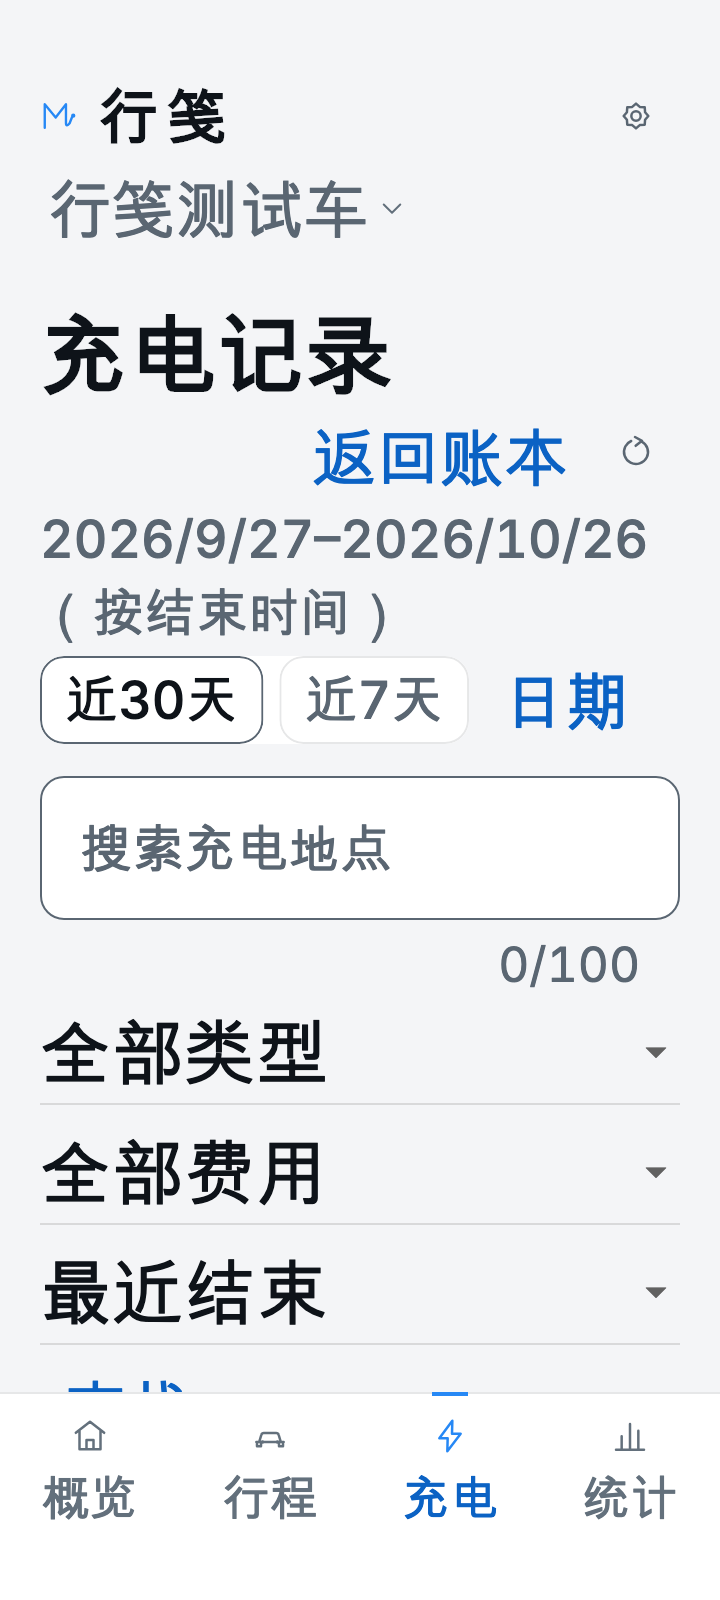 行笺
行笺测试车
充电记录
返回账本
2026/9/27–2026/10/26
（按结束时间）
近30天 近7天 日期
搜索充电地点
0/100
全部类型
全部费用
最近结束
概览 行程 充电 统计